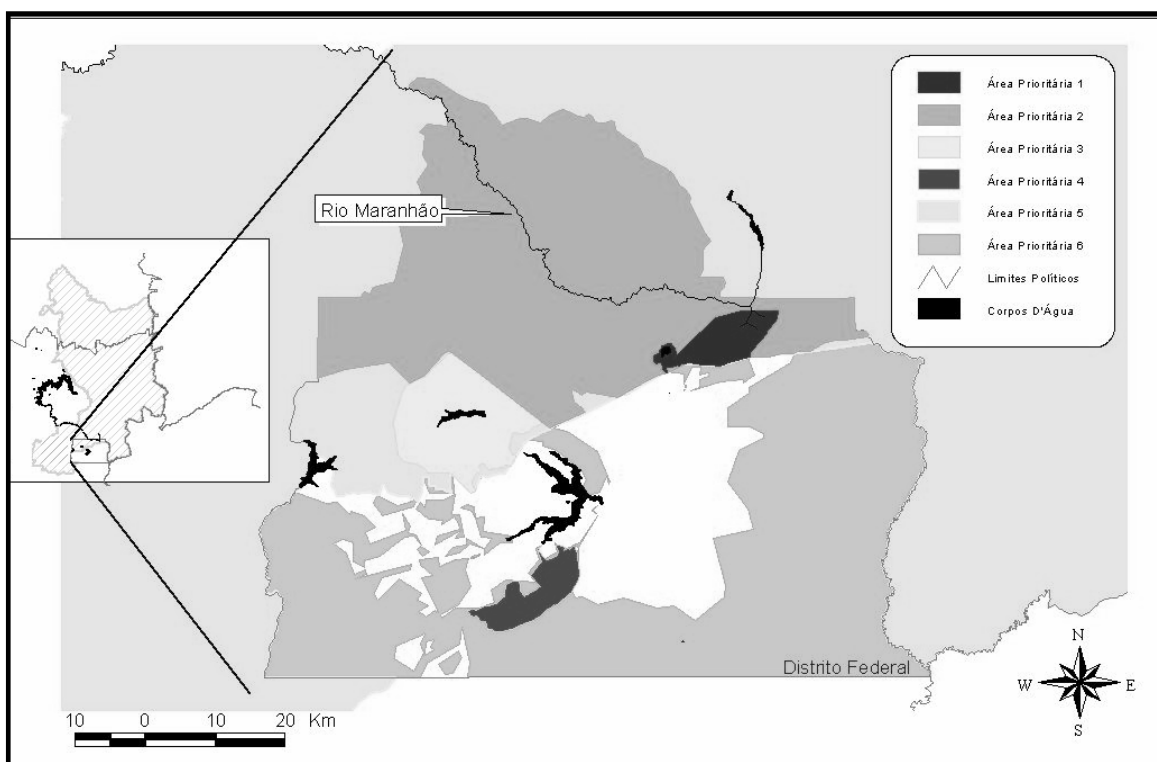 Área Prioritária 1
Área Prioritária 2
Área Prioritária 3
Área Prioritária 4
Área Prioritária 5
Área Prioritária 6
Limites Políticos
Corpos D'Água
Rio Maranhão
Distrito Federal
N
W E
S
10 0 10 20 Km